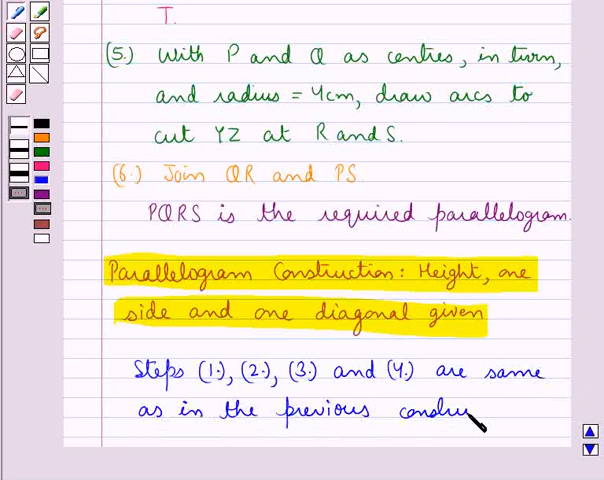 T.
(5.) With P and Q as centres, in turn,
and radius = 4cm, draw arcs to
cut YZ at R and S.
(6.) Join QR and PS.
PQRS is the required parallelogram.
Parallelogram Construction: Height, one
side and one diagonal given
Steps (1.), (2.), (3.) and (4.) are same
as in the previous